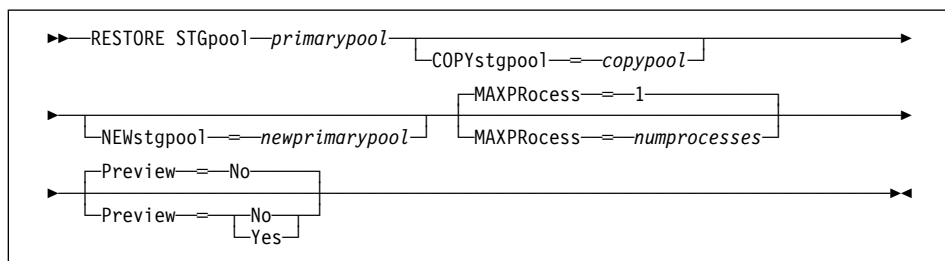 RESTORE STGpool primarypool
COPYstgpool = copypool
MAXPRocess = 1
NEWstgpool = newprimarypool
MAXPRocess = numprocesses
Preview = No
Preview = No
Yes